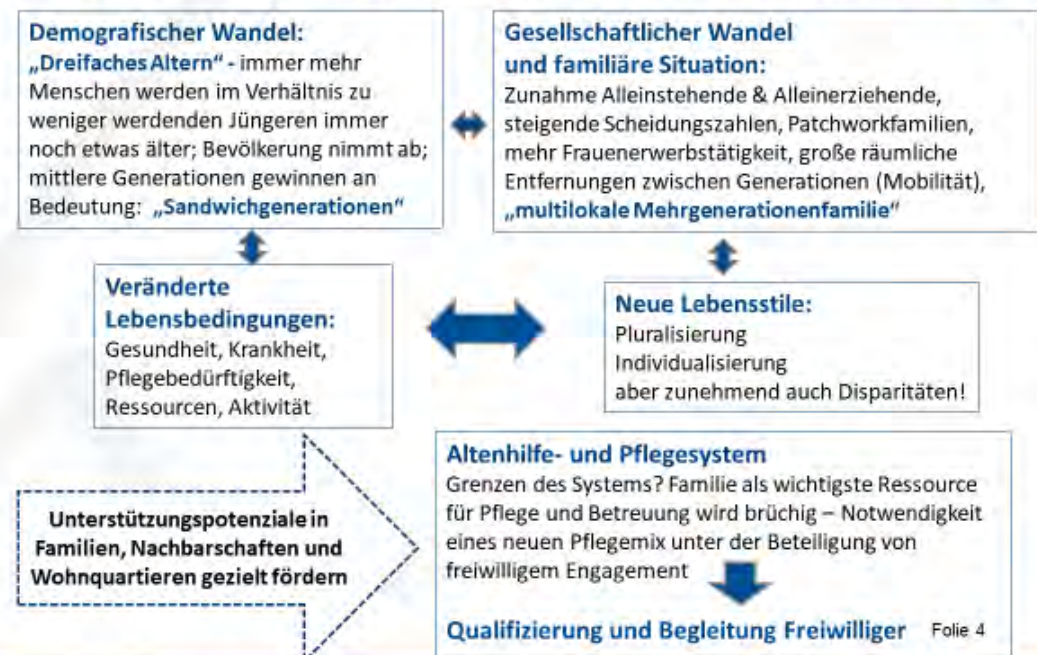 Demografischer Wandel:
„Dreifaches Altern“ - immer mehr
Menschen werden im Verhältnis zu
weniger werdenden Jüngeren immer
noch etwas älter; Bevölkerung nimmt ab;
mittlere Generationen gewinnen an
Bedeutung: „Sandwichgenerationen“
Gesellschaftlicher Wandel
und familiäre Situation:
Zunahme Alleinstehende & Alleinerziehende,
steigende Scheidungszahlen, Patchworkfamilien,
mehr Frauenerwerbstätigkeit, große räumliche
Entfernungen zwischen Generationen (Mobilität),
„multilokale Mehrgenerationenfamilie“
Veränderte
Lebensbedingungen:
Gesundheit, Krankheit,
Pflegebedürftigkeit,
Ressourcen, Aktivität
Neue Lebensstile:
Pluralisierung
Individualisierung
aber zunehmend auch Disparitäten!
Unterstützungspotenziale in
Familien, Nachbarschaften und
Wohnquartieren gezielt fördern
Altenhilfe- und Pflegesystem
Grenzen des Systems? Familie als wichtigste Ressource
für Pflege und Betreuung wird brüchig – Notwendigkeit
eines neuen Pflegemix unter der Beteiligung von
freiwilligem Engagement
Qualifizierung und Begleitung Freiwilliger Folie 4